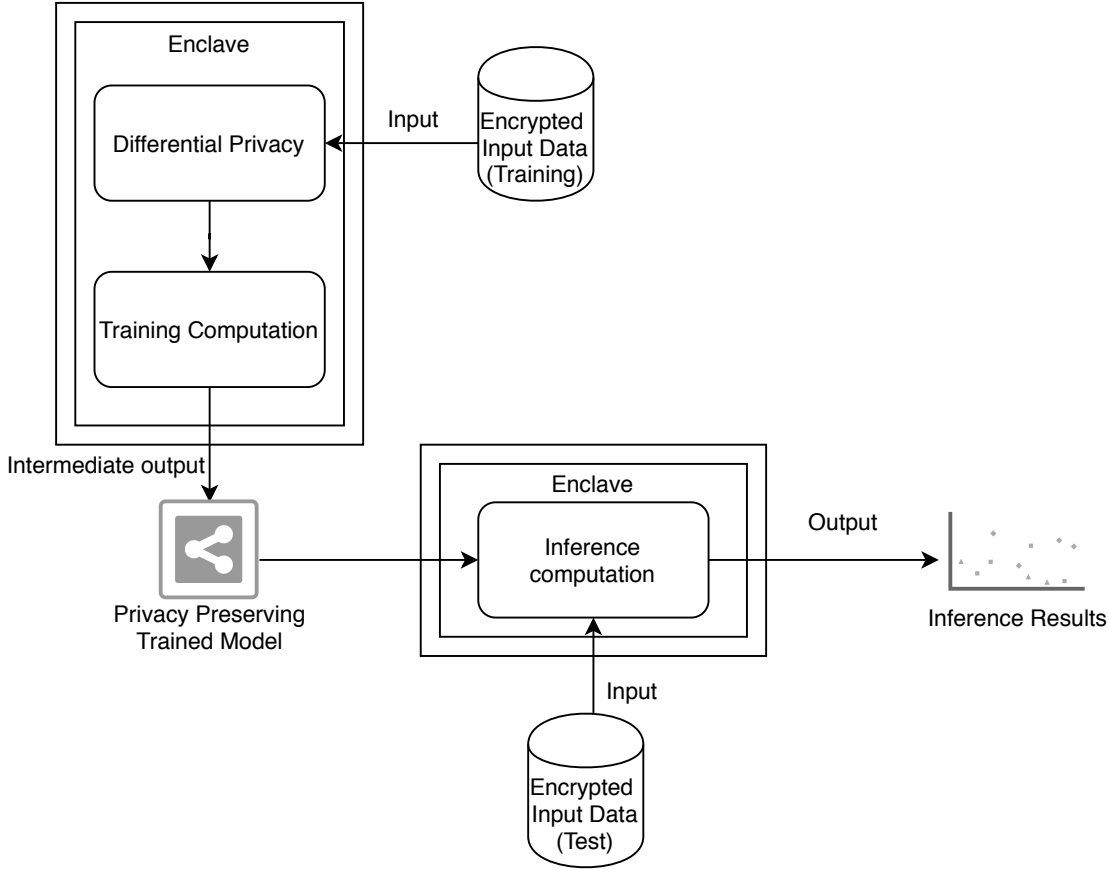 Enclave
Differential Privacy
Input
Encrypted
Input Data
(Training)
Training Computation
Intermediate output
Privacy Preserving
Trained Model
Enclave
Inference
computation
Output
Inference Results
Input
Encrypted
Input Data
(Test)